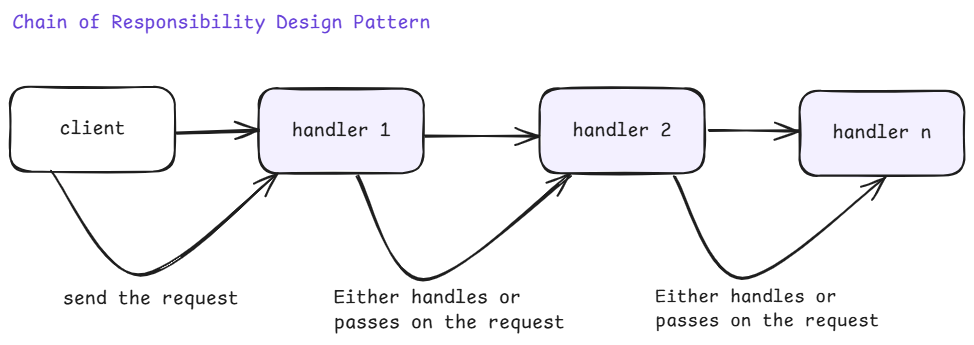 Chain of Responsibility Design Pattern
client
handler 1
handler 2
handler n
send the request
Either handles or
passes on the request
Either handles or
passes on the request